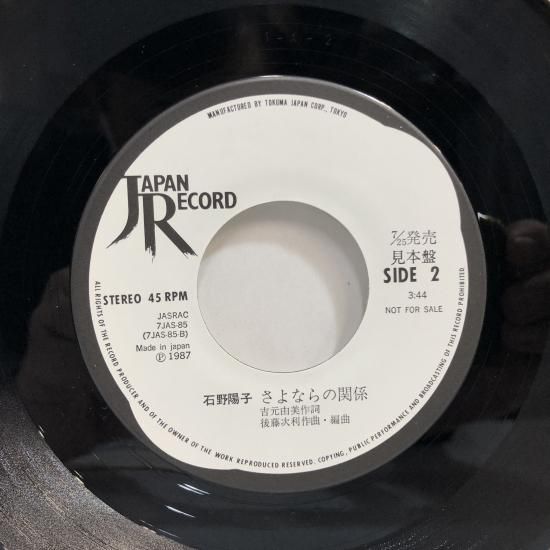 MANUFACTURED BY TOKUMA JAPAN CORP., TOKYO
JAPAN
RECORD
7/25発売
見本盤
SIDE 2
3:44
NOT FOR SALE
STEREO 45 RPM
JASRAC
7JAS-85
(7JAS-85-B)
Made in japan
Ⓟ 1987
石野陽子 さよならの関係
吉元由美作詞
後藤次利作曲・編曲
ALL RIGHTS OF THE RECORD PRODUCER AND OF THE OWNER OF THE WORK REPRODUCED RESERVED. COPYING, PUBLIC PERFORMANCE AND BROADCASTING OF THIS RECORD PROHIBITED